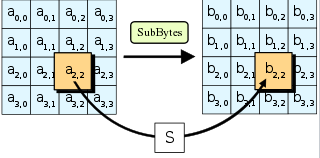 a0,0 a0,1 a0,2 a0,3
a1,0 a1,1 a1,2 a1,3
a2,0 a2,1 a2,2 a2,3
a3,0 a3,1 a3,2 a3,3
SubBytes
b0,0 b0,1 b0,2 b0,3
b1,0 b1,1 b1,2 b1,3
b2,0 b2,1 b2,2 b2,3
b3,0 b3,1 b3,2 b3,3
S